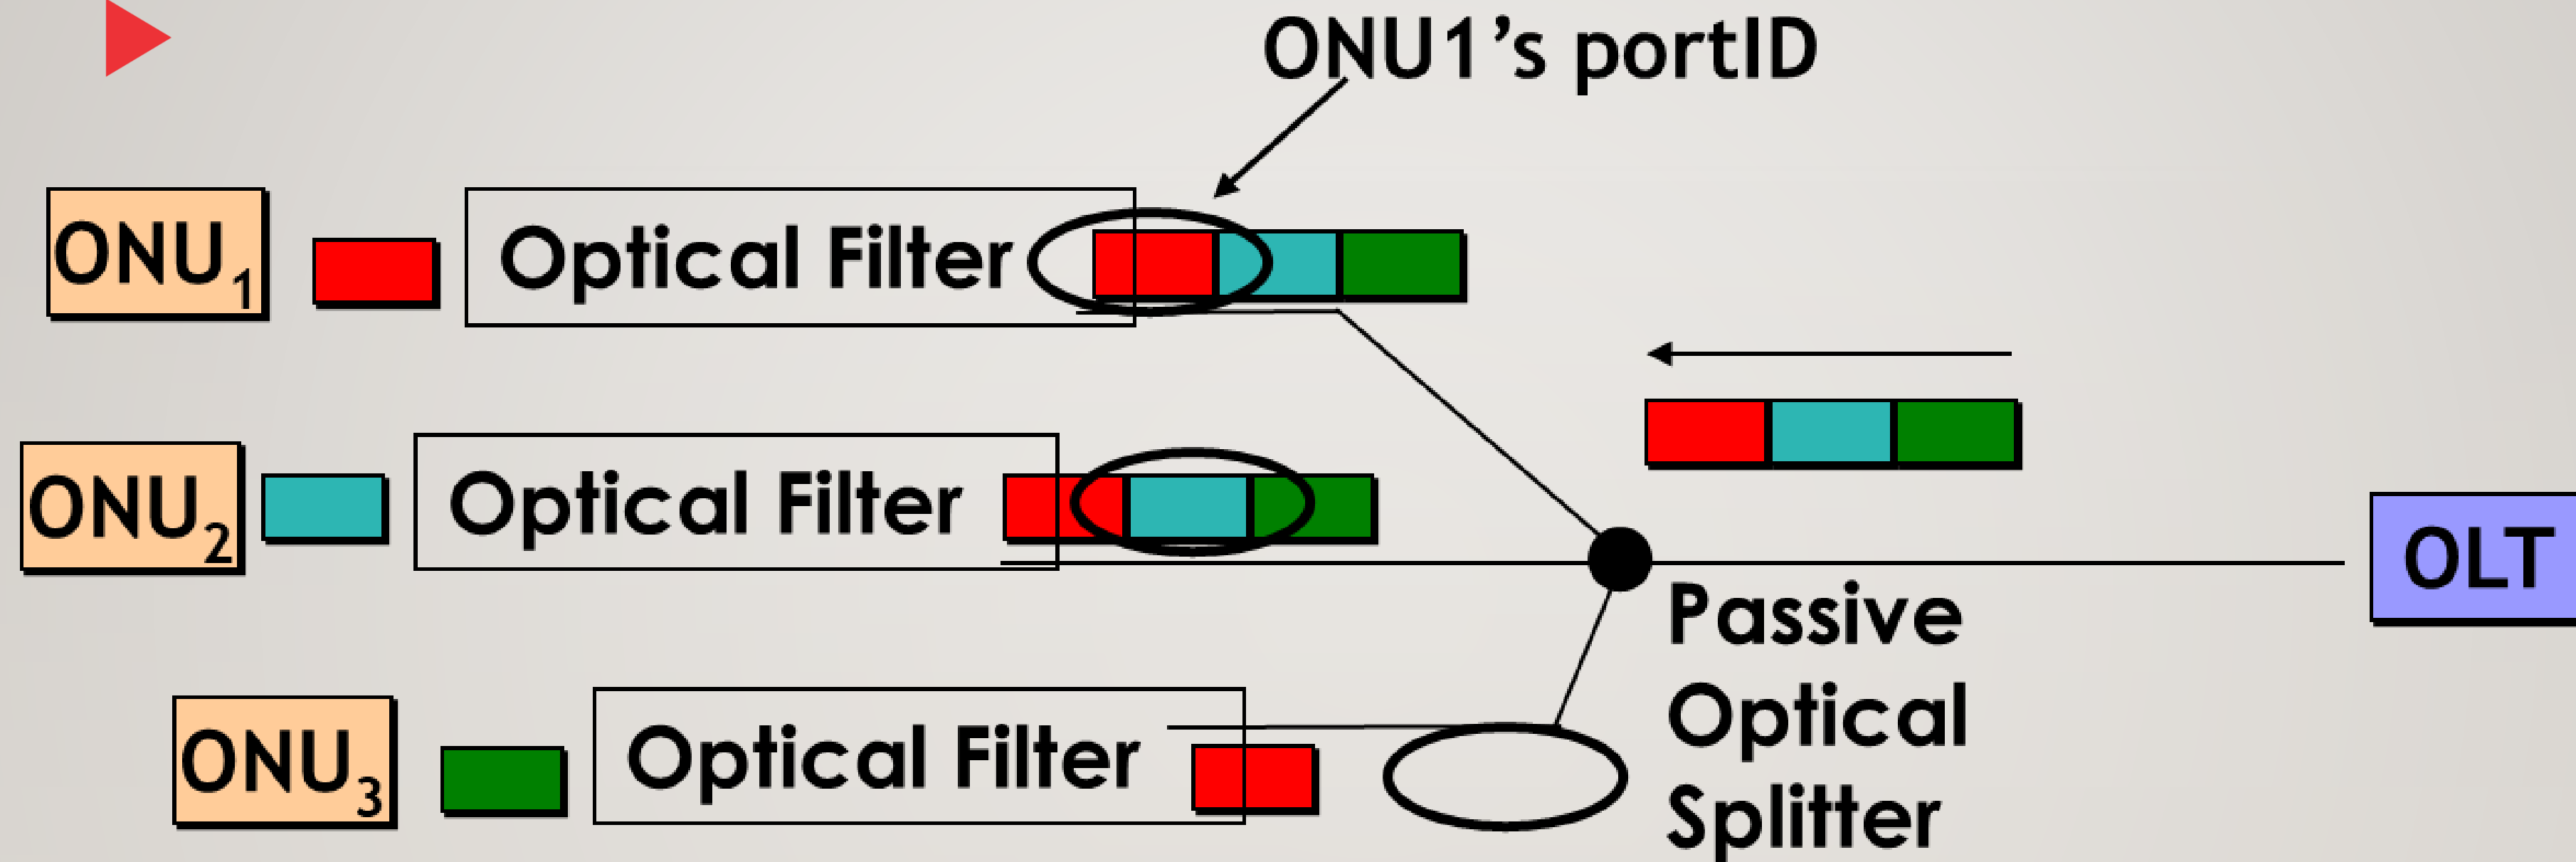 ONU1’s portID
ONU1
Optical Filter
ONU2
Optical Filter
OLT
Passive
Optical
Splitter
ONU3
Optical Filter